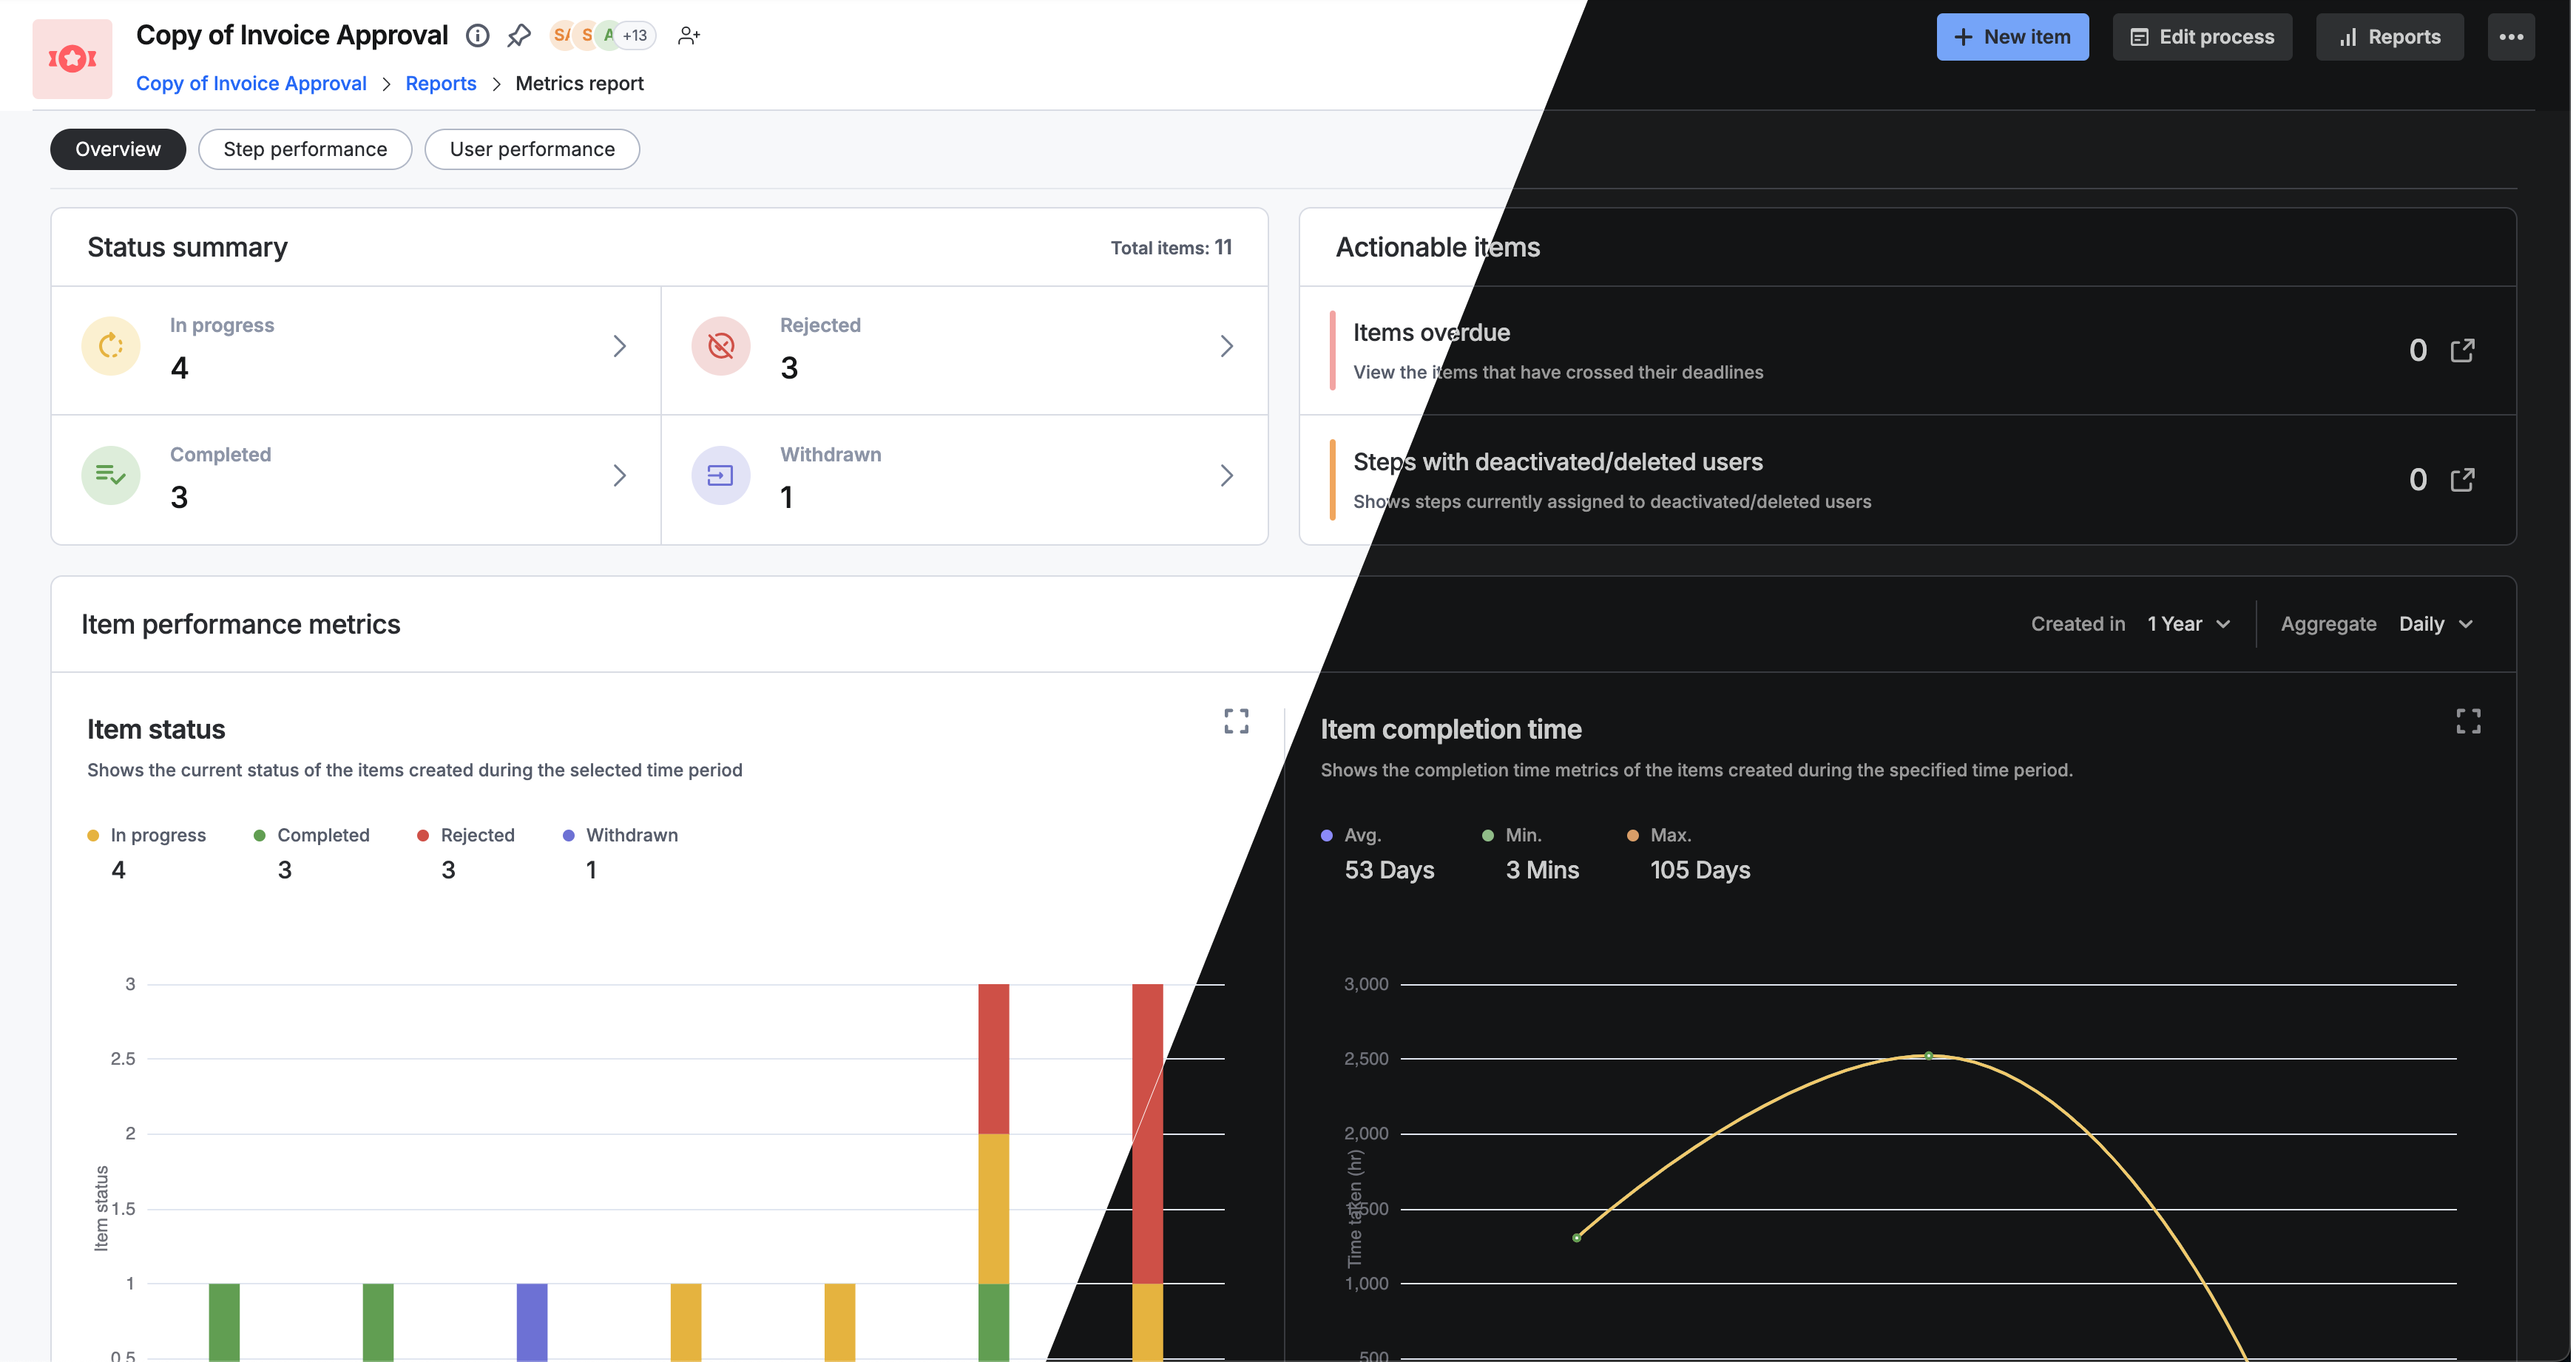 Copy of Invoice Approval
SA S A +13
New item
Edit process
Reports
Copy of Invoice Approval > Reports > Metrics report
Overview
Step performance
User performance
Status summary
Total items: 11
In progress
4
Rejected
3
Completed
3
Withdrawn
1
Actionable items
Items overdue
View the items that have crossed their deadlines
0
Steps with deactivated/deleted users
Shows steps currently assigned to deactivated/deleted users
0
Item performance metrics
Created in 1 Year
Aggregate Daily
Item status
Shows the current status of the items created during the selected time period
In progress
4
Completed
3
Rejected
3
Withdrawn
1
3
2.5
2
1.5
1
0.5
Item status
Item completion time
Shows the completion time metrics of the items created during the specified time period.
Avg.
53 Days
Min.
3 Mins
Max.
105 Days
3,000
2,500
2,000
1,500
1,000
500
Time taken (hr)